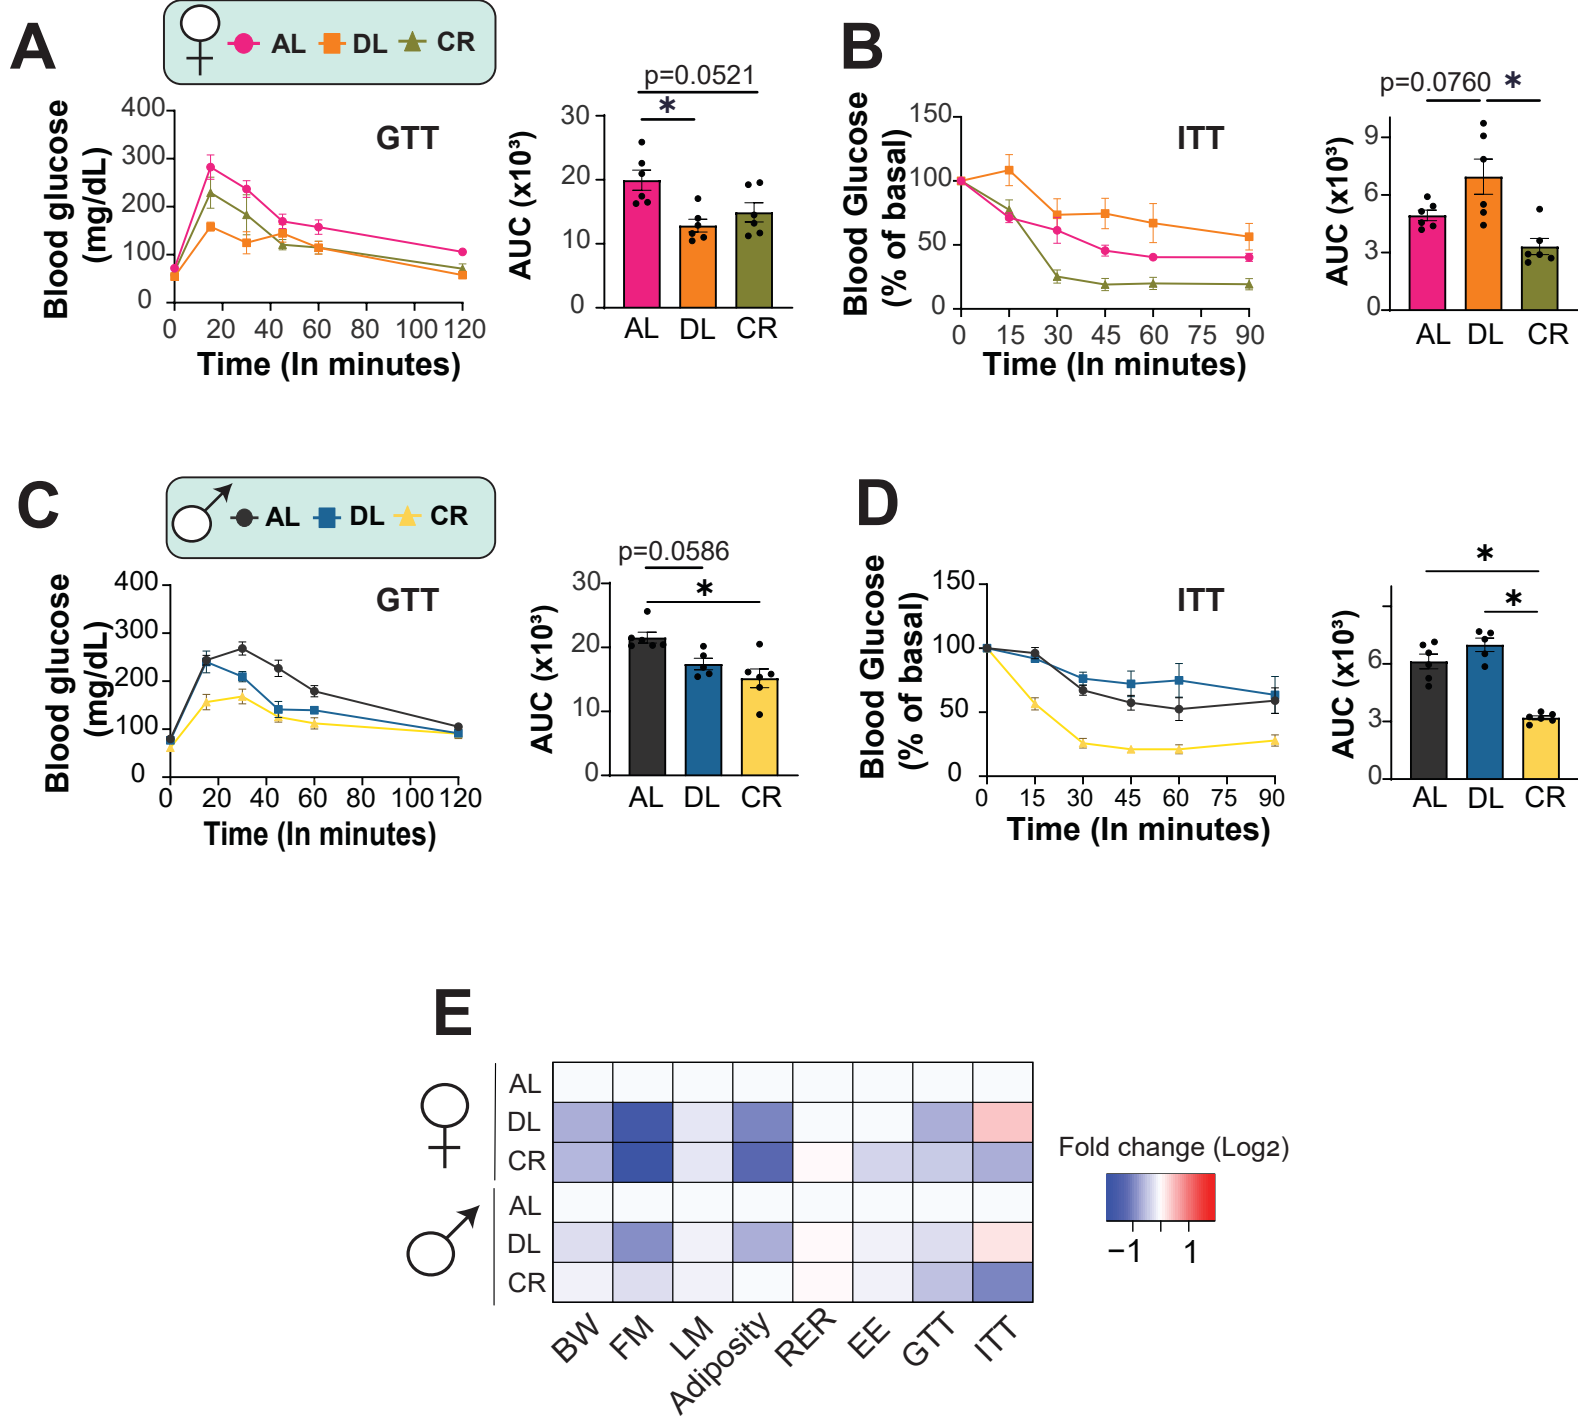 A
AL DL CR
GTT
Blood glucose
(mg/dL)
400
300
200
100
0
0 20 40 60 80 100 120
Time (In minutes)
p=0.0521
*
AUC (x10³)
30
20
10
0
AL DL CR
B
ITT
Blood Glucose
(% of basal)
150
100
50
0
0 15 30 45 60 75 90
Time (In minutes)
p=0.0760 *
AUC (x10³)
9
6
3
0
AL DL CR
C
AL DL CR
GTT
Blood glucose
(mg/dL)
400
300
200
100
0
0 20 40 60 80 100 120
Time (In minutes)
p=0.0586
*
AUC (x10³)
30
20
10
0
AL DL CR
D
ITT
Blood Glucose
(% of basal)
150
100
50
0
0 15 30 45 60 75 90
Time (In minutes)
*
*
AUC (x10³)
6
3
0
AL DL CR
E
AL
DL
CR
AL
DL
CR
BW FM LM Adiposity RER EE GTT ITT
Fold change (Log2)
−1 1